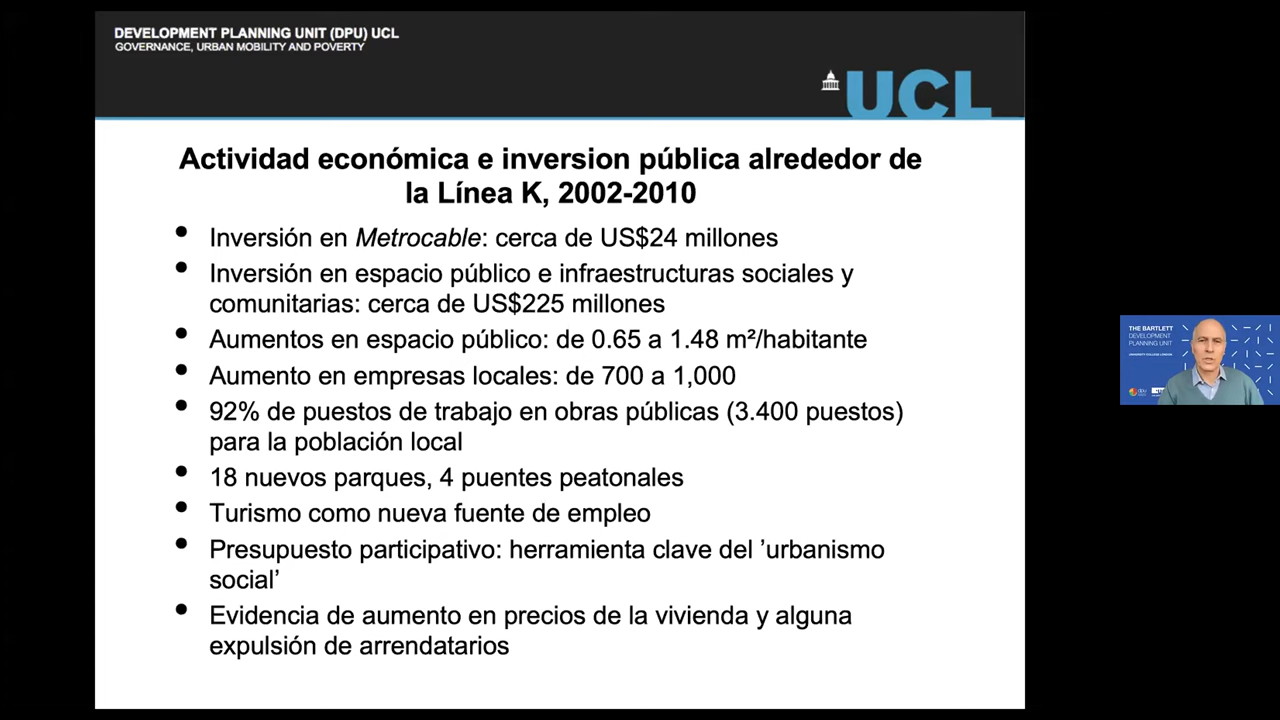 DEVELOPMENT PLANNING UNIT (DPU) UCL
GOVERNANCE, URBAN MOBILITY AND POVERTY
UCL
Actividad económica e inversion pública alrededor de
la Línea K, 2002-2010
• Inversión en Metrocable: cerca de US$24 millones
• Inversión en espacio público e infraestructuras sociales y
comunitarias: cerca de US$225 millones
• Aumentos en espacio público: de 0.65 a 1.48 m²/habitante
• Aumento en empresas locales: de 700 a 1,000
• 92% de puestos de trabajo en obras públicas (3.400 puestos)
para la población local
• 18 nuevos parques, 4 puentes peatonales
• Turismo como nueva fuente de empleo
• Presupuesto participativo: herramienta clave del ’urbanismo
social’
• Evidencia de aumento en precios de la vivienda y alguna
expulsión de arrendatarios
THE BARTLETT
DEVELOPMENT
PLANNING UNIT
UNIVERSITY COLLEGE LONDON
dpu